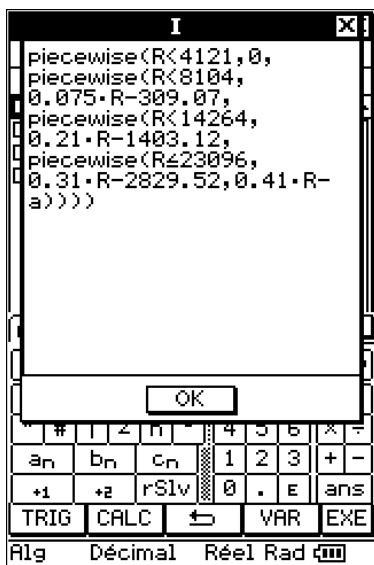 I
piecewise(R<4121,0,
piecewise(R<8104,
0.075·R-309.07,
piecewise(R<14264,
0.21·R-1403.12,
piecewise(R≤23096,
0.31·R-2829.52,0.41·R-
a))))
OK
an bn cn 1 2 3 + -
+1 +2 rSlv 0 . E ans
TRIG CALC VAR EXE
Alg Décimal Réel Rad